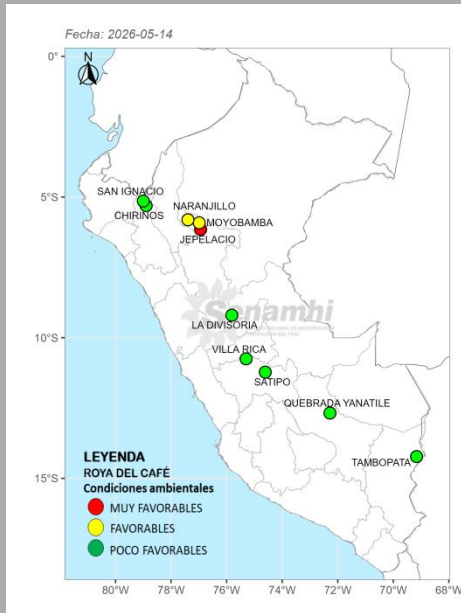 Fecha: 2026-05-14
0°
N
SAN IGNACIO
NARANJILLO
5°S
CHIRINOS
MOYOBAMBA
JEPELACIO
Senamhi
LA DIVISORIA
10°S
VILLA RICA
SATIPO
QUEBRADA YANATILE
TAMBOPATA
LEYENDA
ROYA DEL CAFÉ
Condiciones ambientales
15°S
MUY FAVORABLES
FAVORABLES
POCO FAVORABLES
80°W 78°W 76°W 74°W 72°W 70°W 68°W